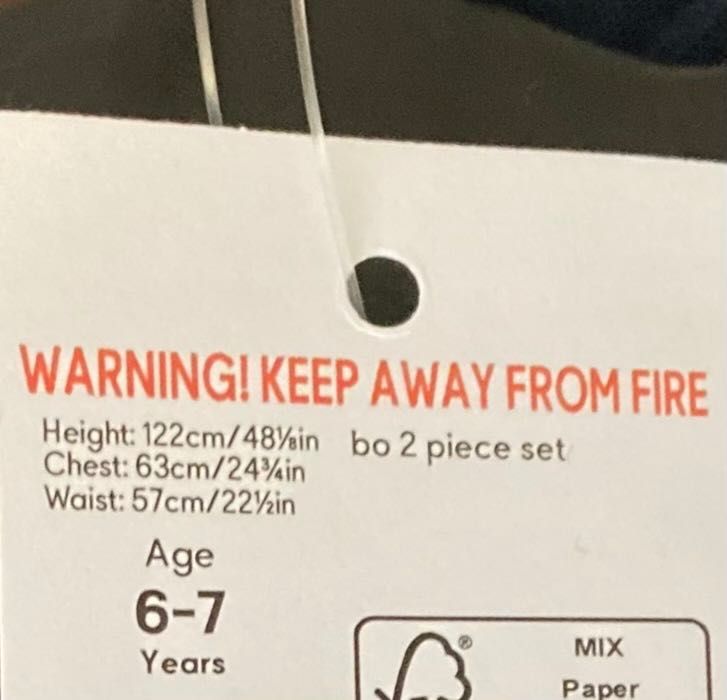 WARNING! KEEP AWAY FROM FIRE
Height: 122cm/48⅛in bo 2 piece set
Chest: 63cm/24¾in
Waist: 57cm/22½in
Age
6-7
Years
®
MIX
Paper